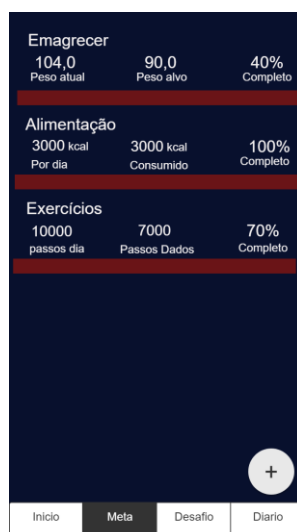 Emagrecer
104,0 90,0 40%
Peso atual Peso alvo Completo
Alimentação
3000 kcal 3000 kcal 100%
Por dia Consumido Completo
Exercícios
10000 7000 70%
passos dia Passos Dados Completo
+
Inicio Meta Desafio Diario